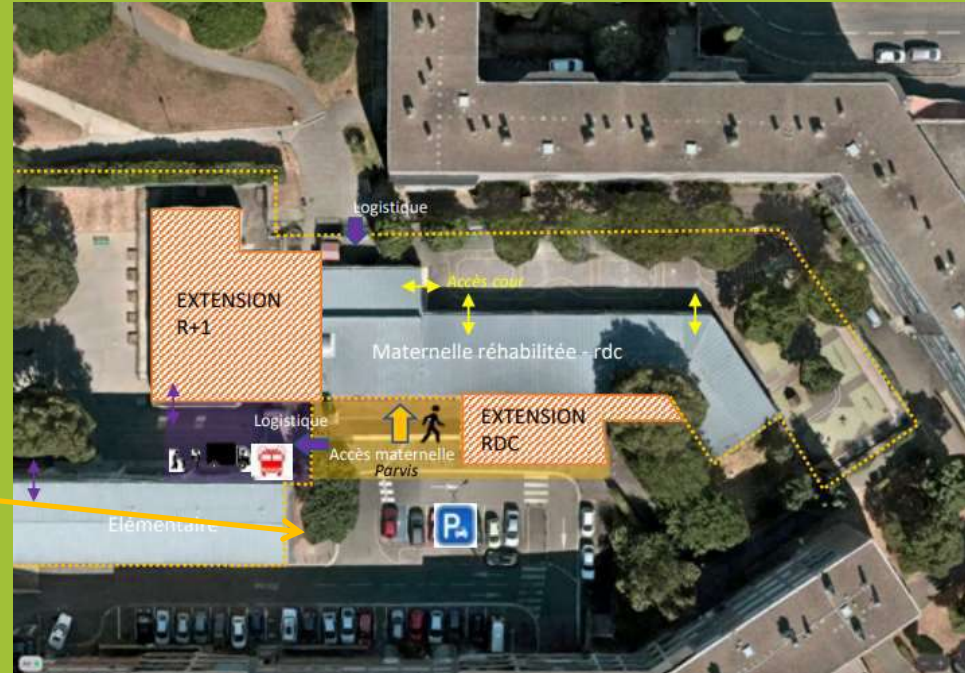 Logistique
Accès cour
EXTENSION
R+1
Maternelle réhabilitée - rdc
EXTENSION
RDC
Logistique
Accès maternelle
Parvis
P
Elémentaire